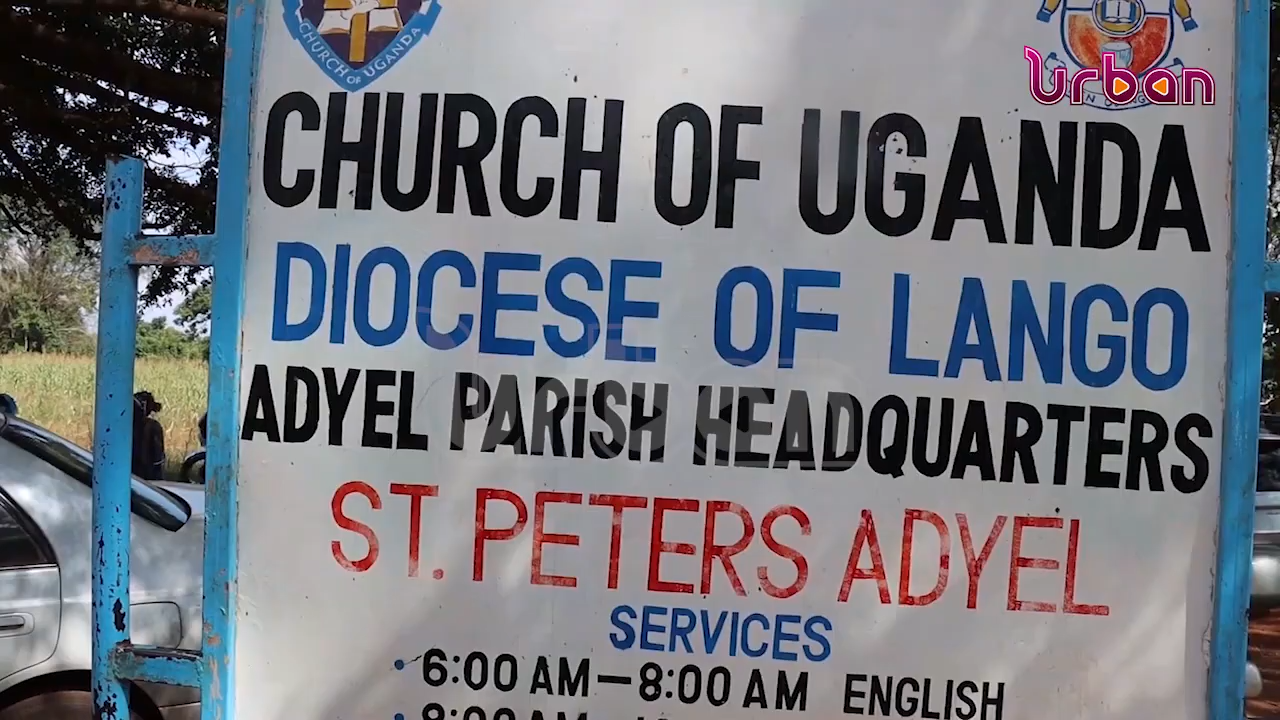 CHURCH OF UGANDA
urban
CHURCH OF UGANDA
DIOCESE OF LANGO
ADYEL PARISH HEADQUARTERS
ST. PETERS ADYEL
SERVICES
• 6:00 AM—8:00 AM ENGLISH